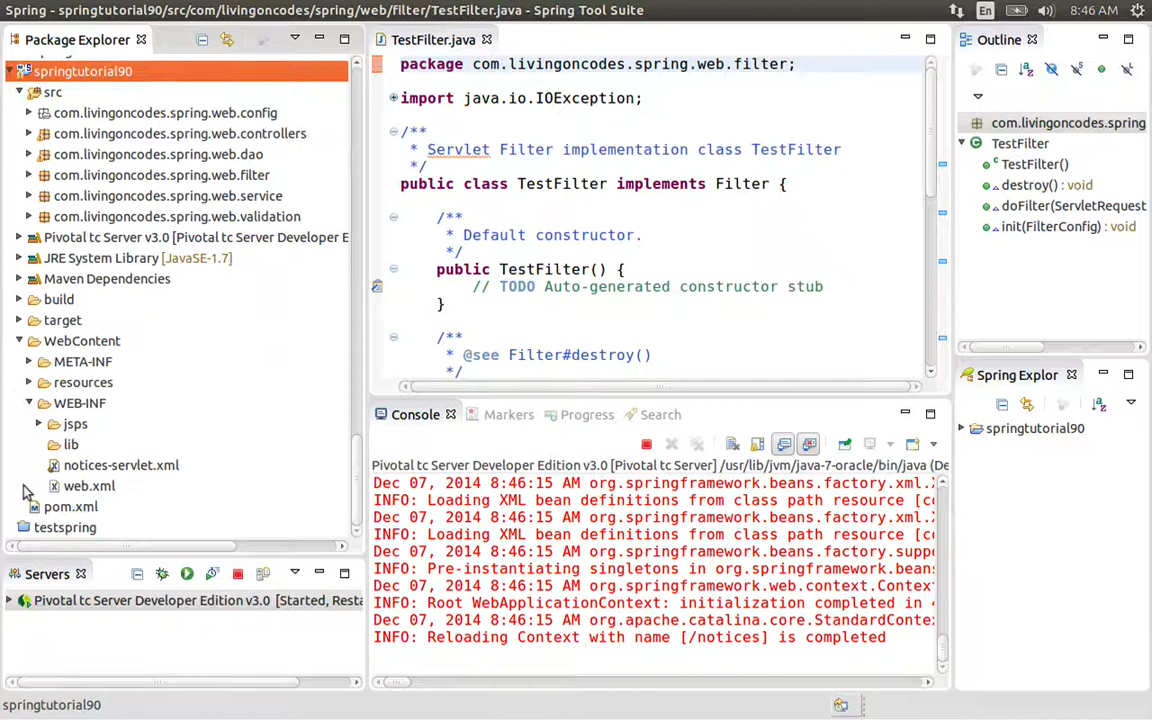 Spring - springtutorial90/src/com/livingoncodes/spring/web/filter/TestFilter.java - Spring Tool Suite
En
8:46 AM
Package Explorer
springtutorial90
src
com.livingoncodes.spring.web.config
com.livingoncodes.spring.web.controllers
com.livingoncodes.spring.web.dao
com.livingoncodes.spring.web.filter
com.livingoncodes.spring.web.service
com.livingoncodes.spring.web.validation
Pivotal tc Server v3.0 [Pivotal tc Server Developer E
JRE System Library [JavaSE-1.7]
Maven Dependencies
build
target
WebContent
META-INF
resources
WEB-INF
jsps
lib
notices-servlet.xml
web.xml
pom.xml
testspring
Servers
Pivotal tc Server Developer Edition v3.0 [Started, Resta
TestFilter.java
package com.livingoncodes.spring.web.filter;
import java.io.IOException;
/**
* Servlet Filter implementation class TestFilter
*/
public class TestFilter implements Filter {
/**
* Default constructor.
*/
public TestFilter() {
// TODO Auto-generated constructor stub
}
/**
* @see Filter#destroy()
*/
Console
Markers
Progress
Search
Pivotal tc Server Developer Edition v3.0 [Pivotal tc Server] /usr/lib/jvm/java-7-oracle/bin/java (De
Dec 07, 2014 8:46:15 AM org.springframework.beans.factory.xml.X
INFO: Loading XML bean definitions from class path resource [co
Dec 07, 2014 8:46:15 AM org.springframework.beans.factory.xml.X
INFO: Loading XML bean definitions from class path resource [co
Dec 07, 2014 8:46:15 AM org.springframework.beans.factory.supp
INFO: Pre-instantiating singletons in org.springframework.beans
Dec 07, 2014 8:46:15 AM org.springframework.web.context.Context
INFO: Root WebApplicationContext: initialization completed in 4
Dec 07, 2014 8:46:15 AM org.apache.catalina.core.StandardConte
INFO: Reloading Context with name [/notices] is completed
Outline
com.livingoncodes.spring
TestFilter
TestFilter()
destroy() : void
doFilter(ServletRequest
init(FilterConfig) : void
Spring Explor
springtutorial90
springtutorial90